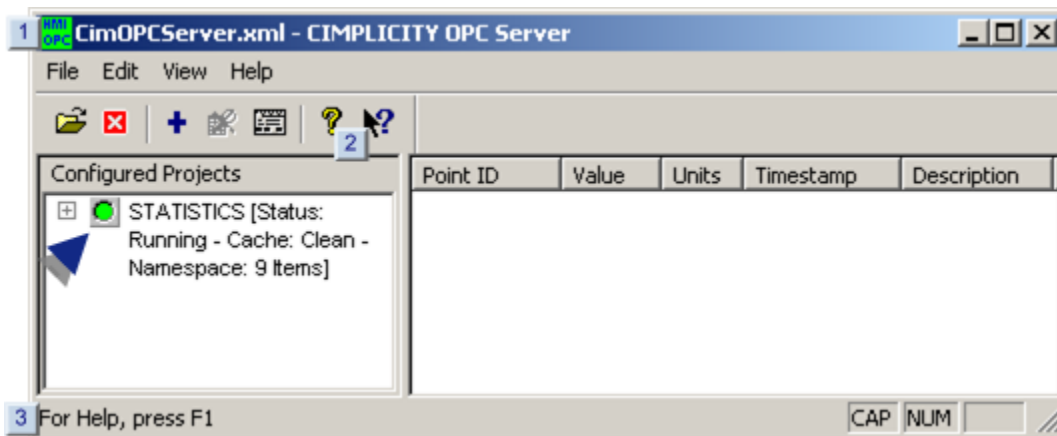 1
HMI
OPC
CimOPCServer.xml - CIMPLICITY OPC Server
File Edit View Help
2
Configured Projects
Point ID Value Units Timestamp Description
STATISTICS [Status:
Running - Cache: Clean -
Namespace: 9 Items]
3
For Help, press F1
CAP NUM